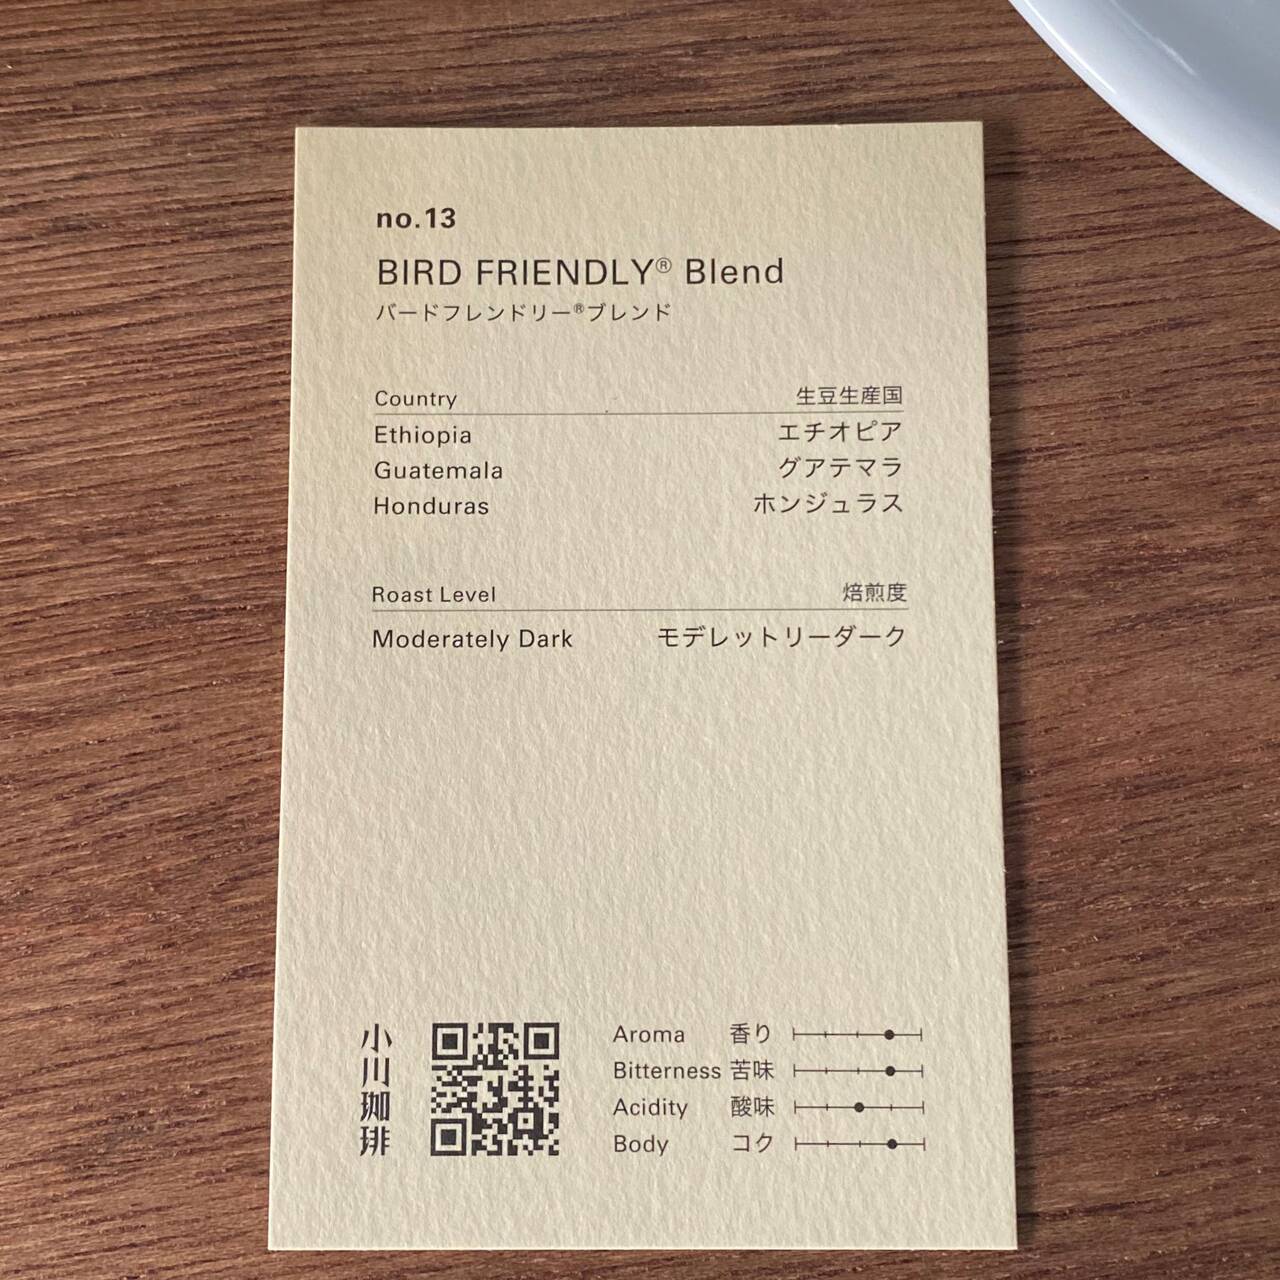 no.13
BIRD FRIENDLY® Blend
バードフレンドリー®ブレンド
Country 生豆生産国
Ethiopia エチオピア
Guatemala グアテマラ
Honduras ホンジュラス
Roast Level 焙煎度
Moderately Dark モデレットリーダーク
小川珈琲
Aroma 香り
Bitterness 苦味
Acidity 酸味
Body コク